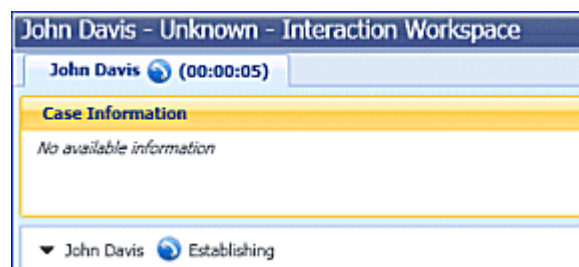 John Davis - Unknown - Interaction Workspace
John Davis (00:00:05)
Case Information
No available information
John Davis Establishing